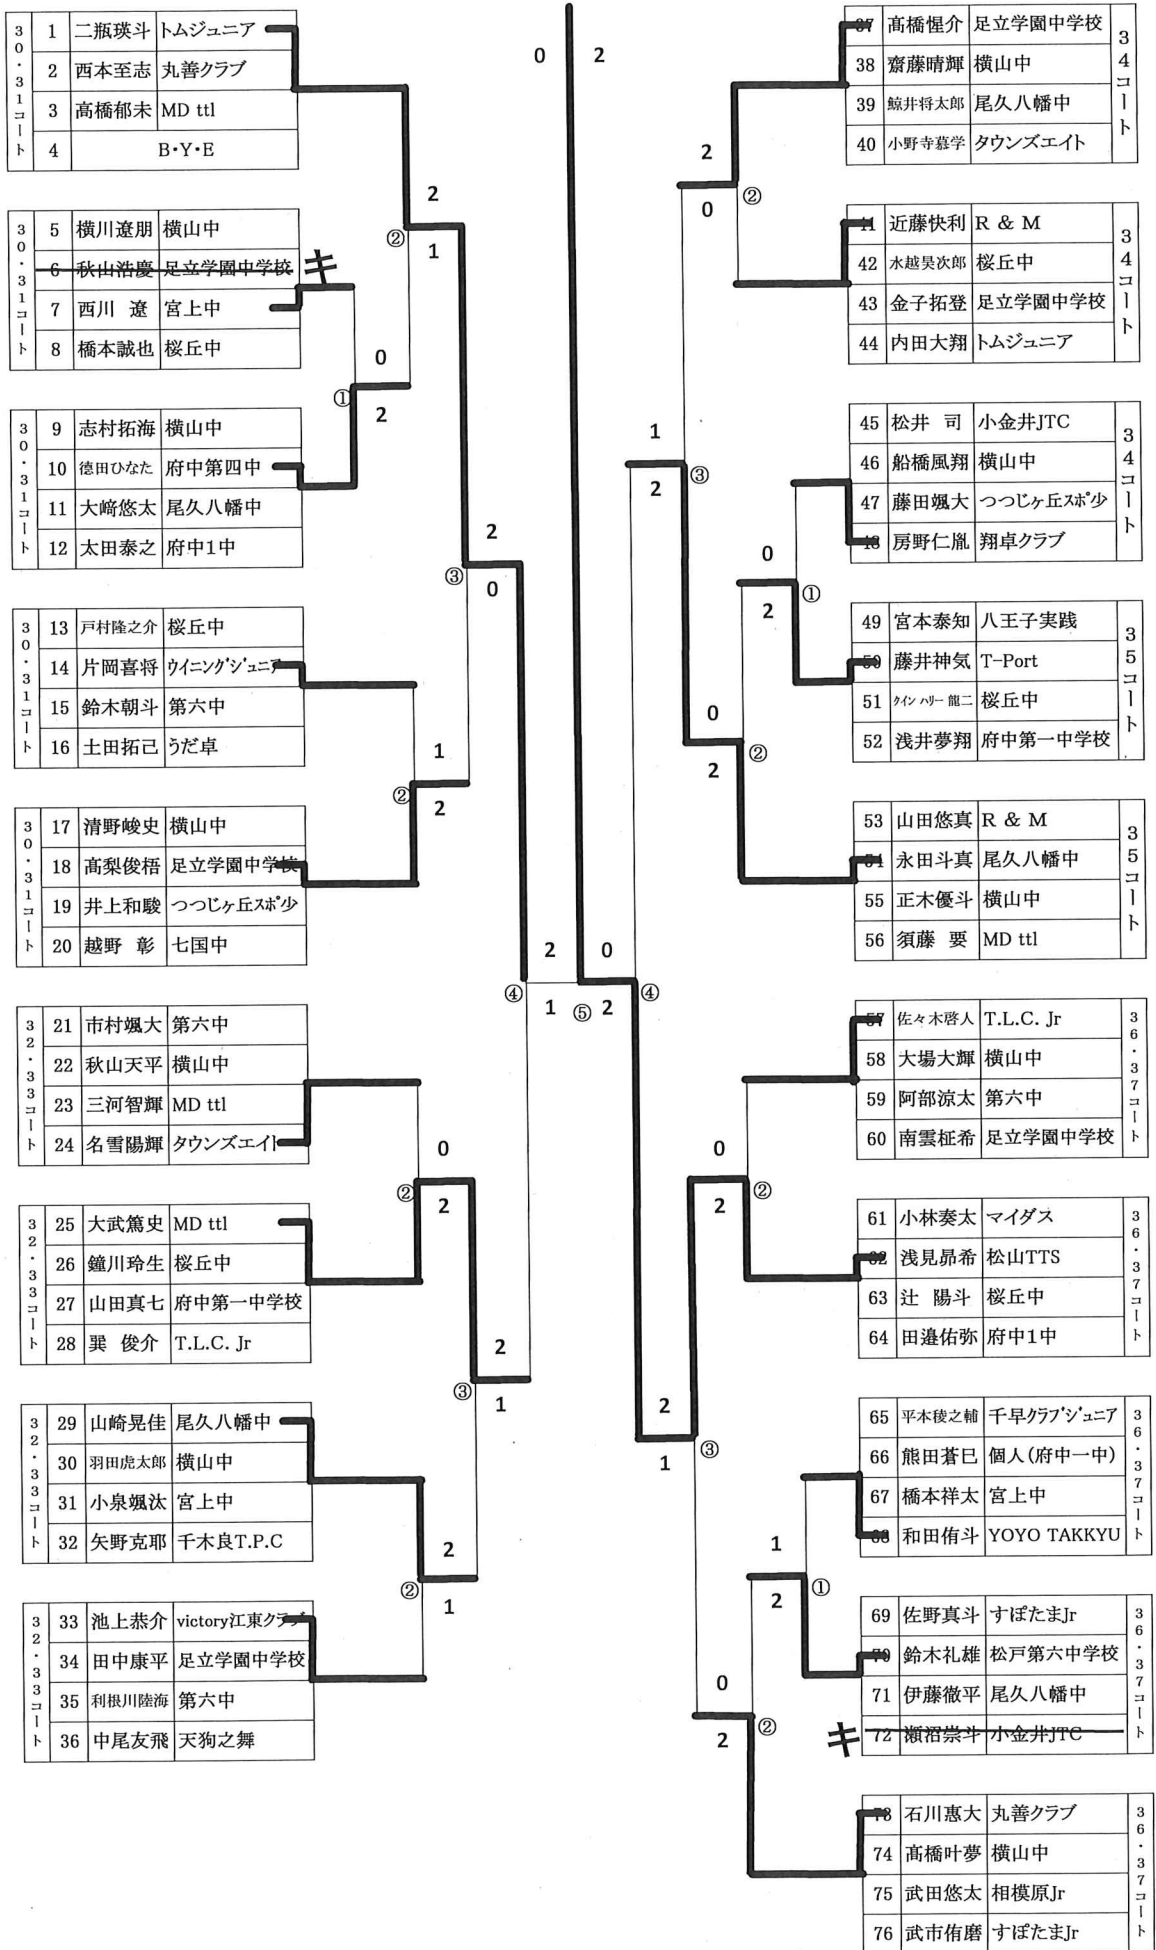 30・31コート
1 二瓶瑛斗 トムジュニア
2 西本至志 丸善クラブ
3 高橋郁未 MD ttl
4 B・Y・E
30・31コート
5 横川遼朋 横山中
6 秋山浩慶 足立学園中学校 キ
7 西川 遼 宮上中
8 橋本誠也 桜丘中
30・31コート
9 志村拓海 横山中
10 徳田ひなた 府中第四中
11 大﨑悠太 尾久八幡中
12 太田泰之 府中1中
30・31コート
13 戸村隆之介 桜丘中
14 片岡喜将 ウイニングジュニア
15 鈴木朝斗 第六中
16 土田拓己 うだ卓
30・31コート
17 清野峻史 横山中
18 髙梨俊梧 足立学園中学校
19 井上和駿 つつじヶ丘スポ少
20 越野 彰 七国中
32・33コート
21 市村颯大 第六中
22 秋山天平 横山中
23 三河智輝 MD ttl
24 名雪陽輝 タウンズエイト
32・33コート
25 大武篤史 MD ttl
26 鐘川玲生 桜丘中
27 山田真七 府中第一中学校
28 巽 俊介 T.L.C. Jr
32・33コート
29 山崎晃佳 尾久八幡中
30 羽田虎太郎 横山中
31 小泉颯汰 宮上中
32 矢野克耶 千木良T.P.C
32・33コート
33 池上恭介 victory江東クラブ
34 田中康平 足立学園中学校
35 利根川陸海 第六中
36 中尾友飛 天狗之舞
2
②
1
0
①
2
2
③
0
1
②
2
2
④
1
0
②
2
2
③
1
2
②
1
0 2
⑤
0
④
2
2
②
0
1
③
2
0
①
2
0
②
2
0
②
2
2
③
1
1
①
2
0
②
2
37 髙橋惺介 足立学園中学校
38 齋藤晴輝 横山中
39 鯨井将太郎 尾久八幡中
40 小野寺慕学 タウンズエイト
34コート
41 近藤快利 R & M
42 水越昊次郎 桜丘中
43 金子拓登 足立学園中学校
44 内田大翔 トムジュニア
34コート
45 松井 司 小金井JTC
46 船橋風翔 横山中
47 藤田颯大 つつじヶ丘スポ少
48 房野仁胤 翔卓クラブ
34コート
49 宮本泰知 八王子実践
50 藤井神気 T-Port
51 クイン ハリー 龍二 桜丘中
52 浅井夢翔 府中第一中学校
35コート
53 山田悠真 R & M
54 永田斗真 尾久八幡中
55 正木優斗 横山中
56 須藤 要 MD ttl
35コート
57 佐々木啓人 T.L.C. Jr
58 大場大輝 横山中
59 阿部涼太 第六中
60 南雲柾希 足立学園中学校
36・37コート
61 小林奏太 マイダス
62 浅見昴希 松山TTS
63 辻 陽斗 桜丘中
64 田邉佑弥 府中1中
36・37コート
65 平本稜之輔 千早クラブジュニア
66 熊田蒼巳 個人(府中一中)
67 橋本祥太 宮上中
68 和田侑斗 YOYO TAKKYU
36・37コート
69 佐野真斗 すぽたまJr
70 鈴木礼雄 松戸第六中学校
71 伊藤徹平 尾久八幡中
キ 72 瀬沼崇斗 小金井JTC
36・37コート
73 石川惠大 丸善クラブ
74 髙橋叶夢 横山中
75 武田悠太 相模原Jr
76 武市侑磨 すぽたまJr
36・37コート